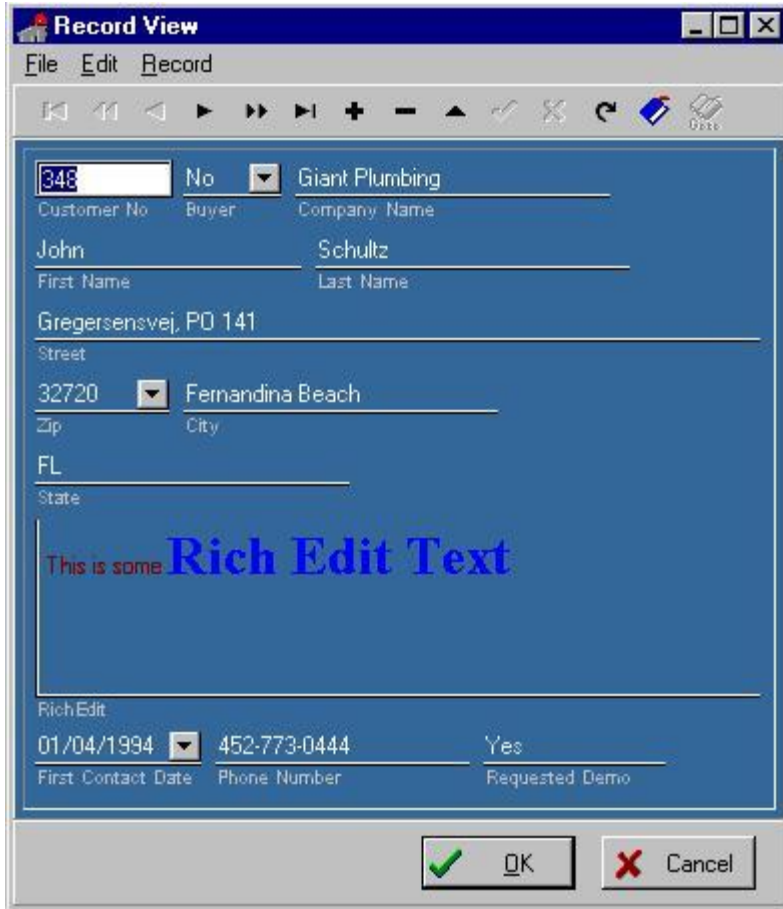 Record View
File Edit Record
Goto
348 No Giant Plumbing
Customer No Buyer Company Name
John Schultz
First Name Last Name
Gregersensvej, PO 141
Street
32720 Fernandina Beach
Zip City
FL
State
This is some Rich Edit Text
RichEdit
01/04/1994 452-773-0444 Yes
First Contact Date Phone Number Requested Demo
OK Cancel